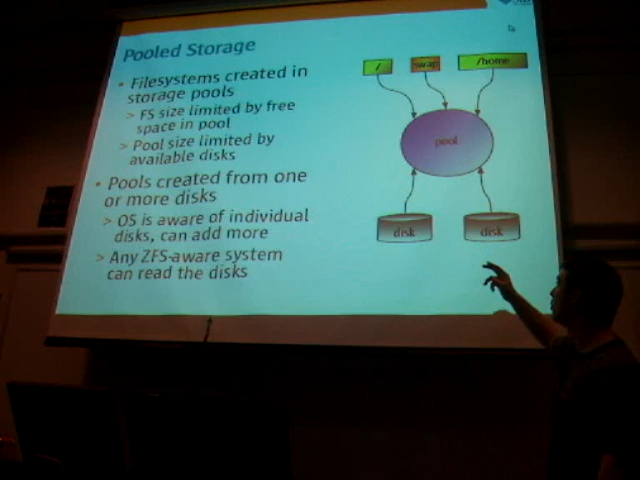 Pooled Storage
• Filesystems created in
storage pools
> FS size limited by free
space in pool
> Pool size limited by
available disks
• Pools created from one
or more disks
> OS is aware of individual
disks, can add more
> Any ZFS-aware system
can read the disks
/
swap
/home
pool
disk
disk